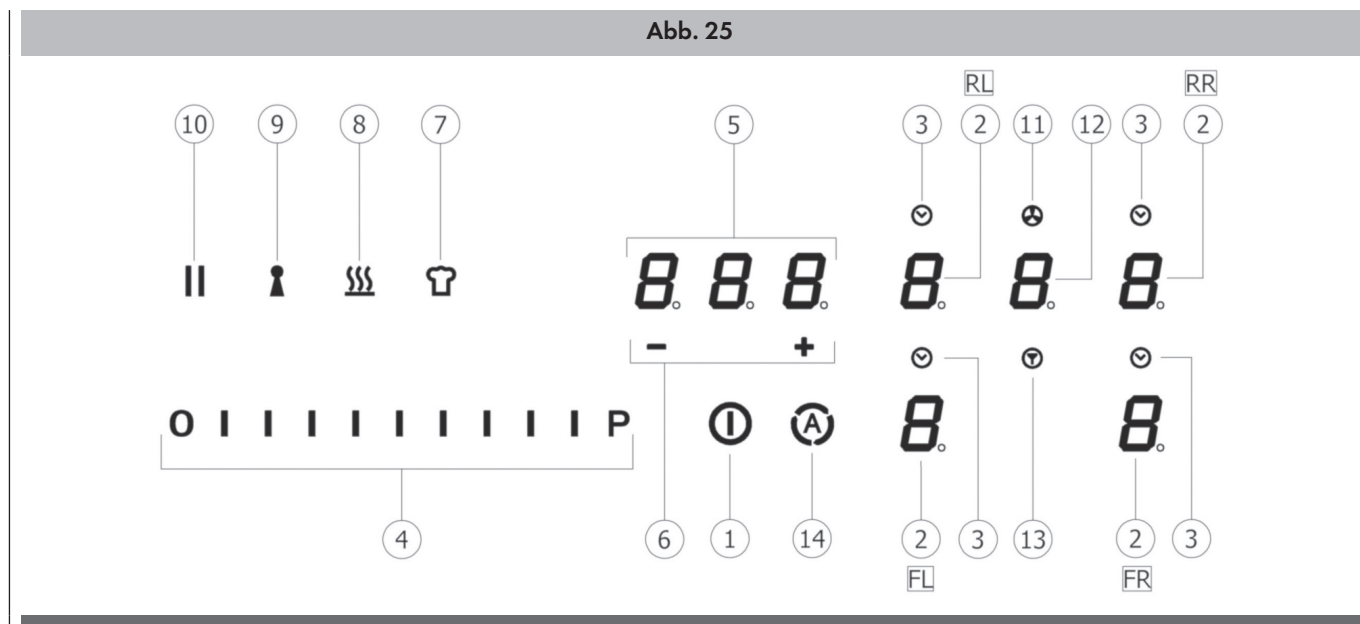 Abb. 25
RL RR
10 9 8 7 5 3 2 11 12 3 2
8. 8. 8. 8. 8. 8.
- +
O I I I I I I I I I P A 8. 8.
4 6 1 14 2 3 13 2 3
FL FR